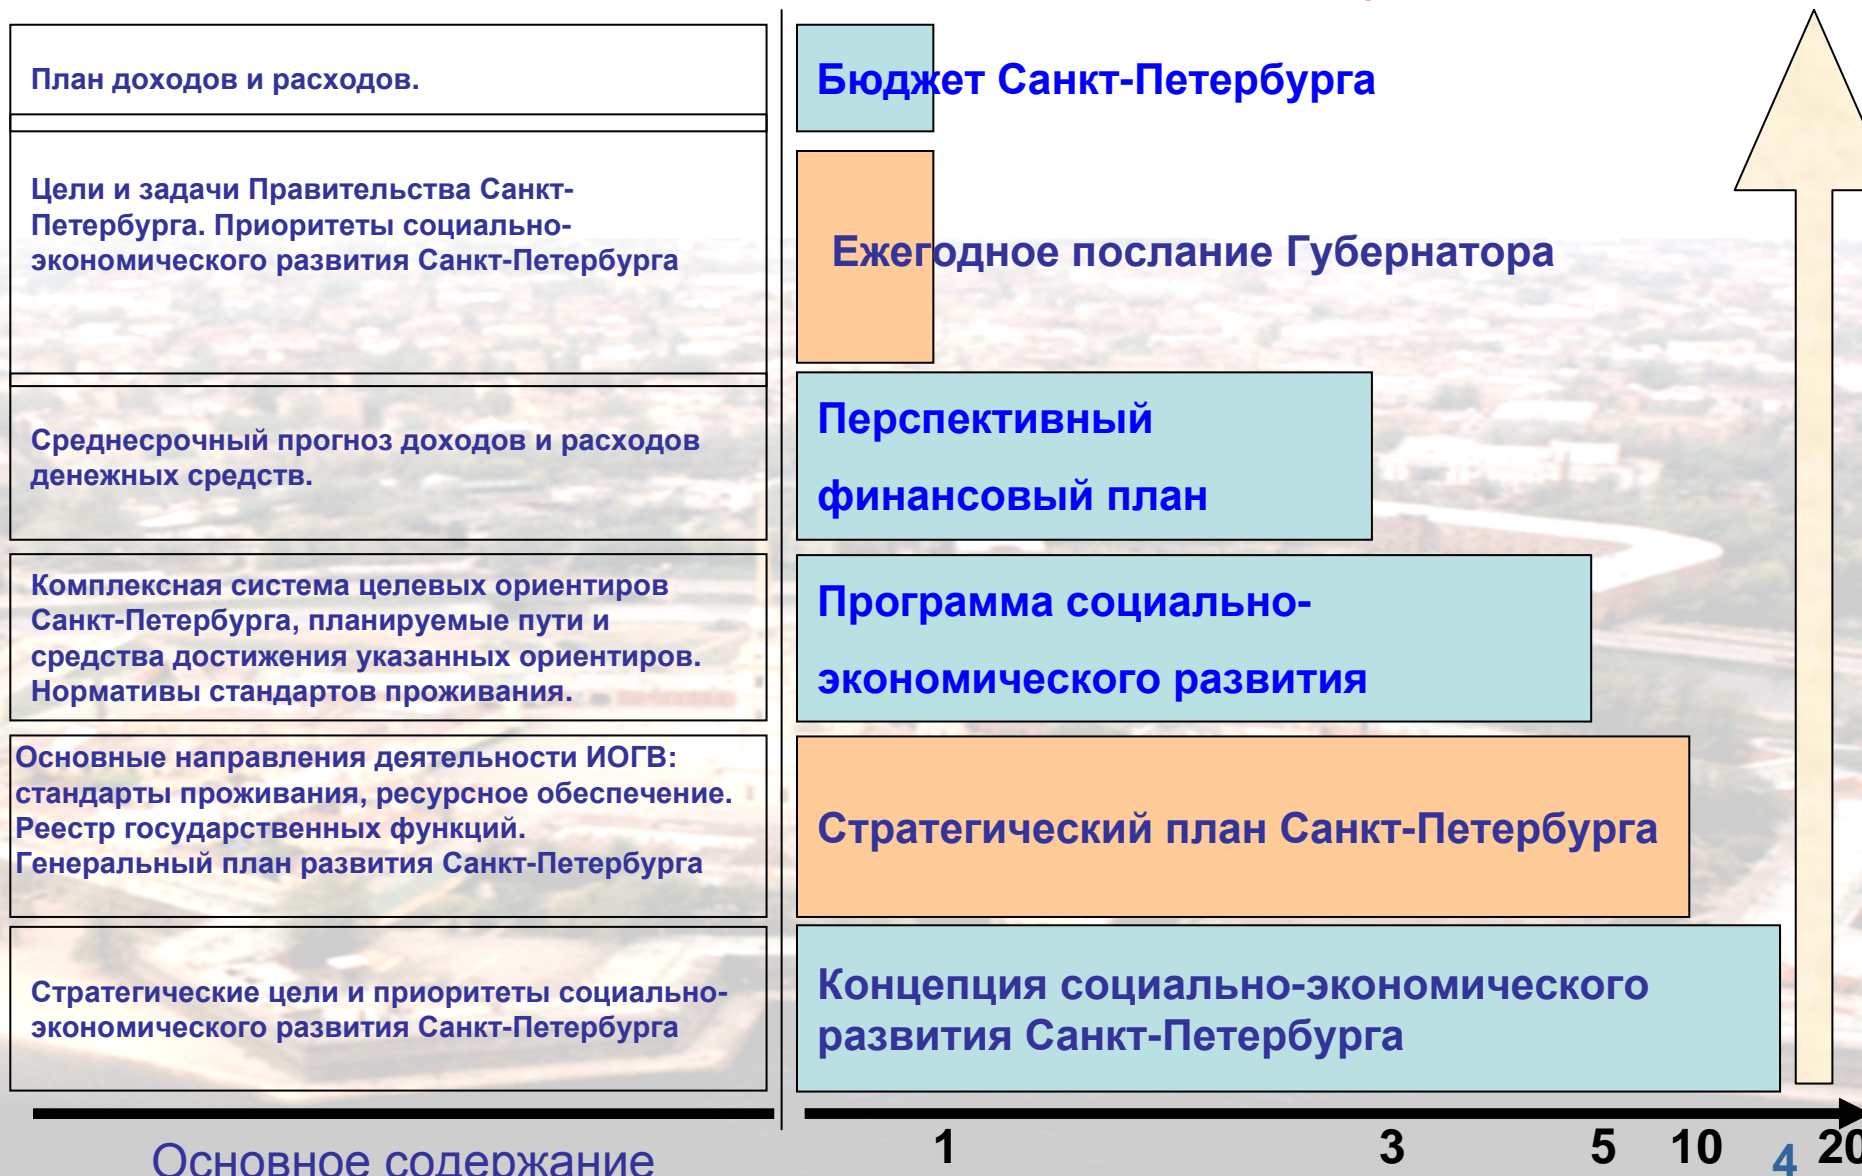 План доходов и расходов.
Бюджет Санкт-Петербурга
Цели и задачи Правительства Санкт-
Петербурга. Приоритеты социально-
экономического развития Санкт-Петербурга
Ежегодное послание Губернатора
Среднесрочный прогноз доходов и расходов
денежных средств.
Перспективный
финансовый план
Комплексная система целевых ориентиров
Санкт-Петербурга, планируемые пути и
средства достижения указанных ориентиров.
Нормативы стандартов проживания.
Программа социально-
экономического развития
Основные направления деятельности ИОГВ:
стандарты проживания, ресурсное обеспечение.
Реестр государственных функций.
Генеральный план развития Санкт-Петербурга
Стратегический план Санкт-Петербурга
Стратегические цели и приоритеты социально-
экономического развития Санкт-Петербурга
Концепция социально-экономического
развития Санкт-Петербурга
Основное содержание
1 3 5 10 20
4